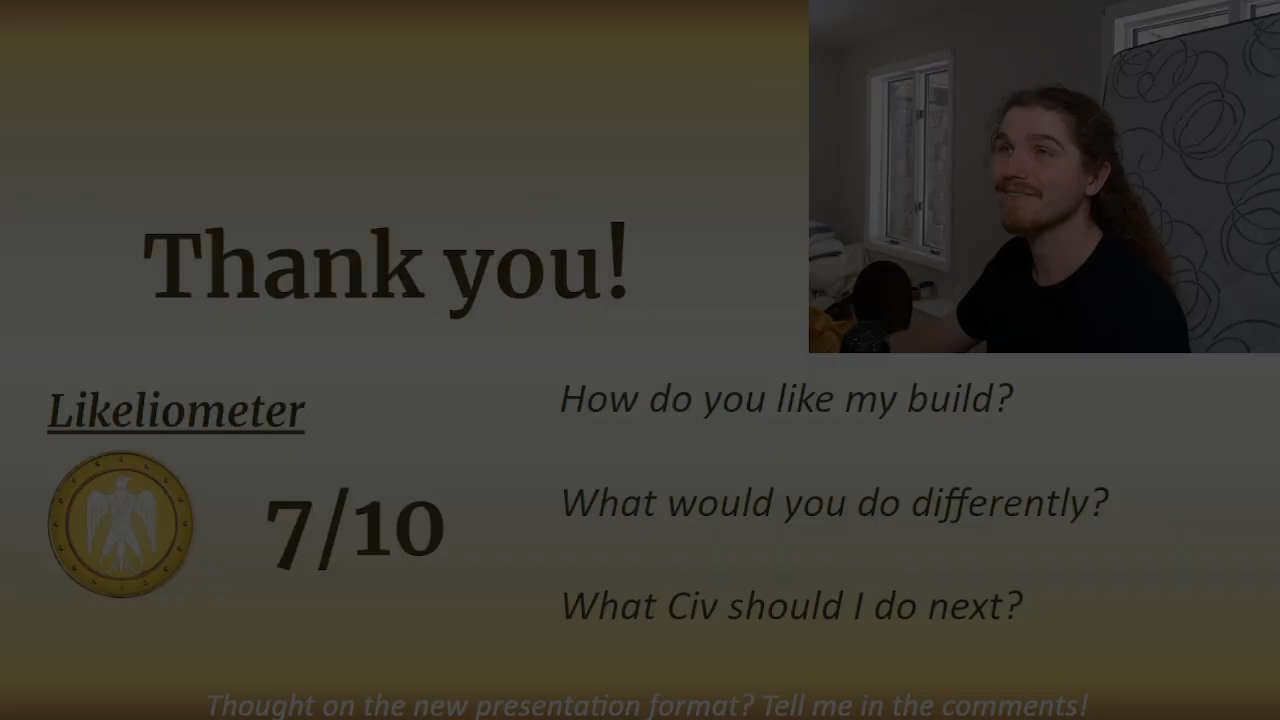 Thank you!
Likeliometer
7/10
How do you like my build?
What would you do differently?
What Civ should I do next?
Thought on the new presentation format? Tell me in the comments!